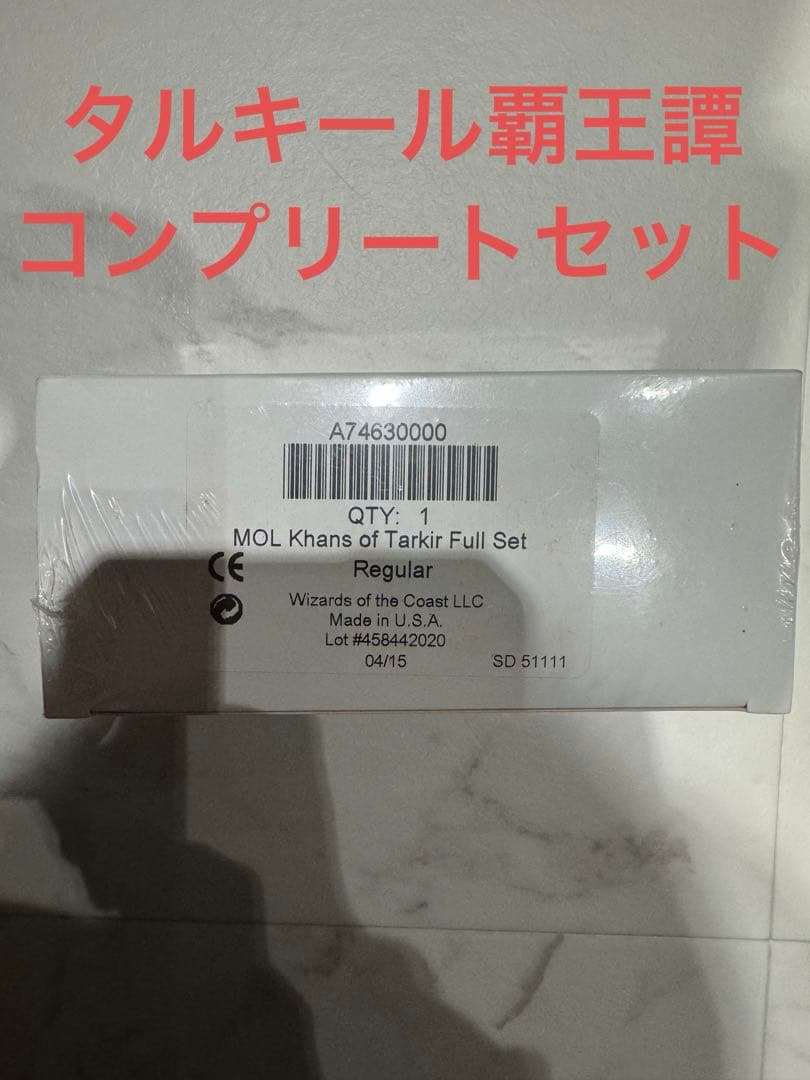 タルキール覇王譚
コンプリートセット
A74630000
QTY: 1
MOL Khans of Tarkir Full Set
CE
Regular
Wizards of the Coast LLC
Made in U.S.A.
Lot #458442020
04/15 SD 51111